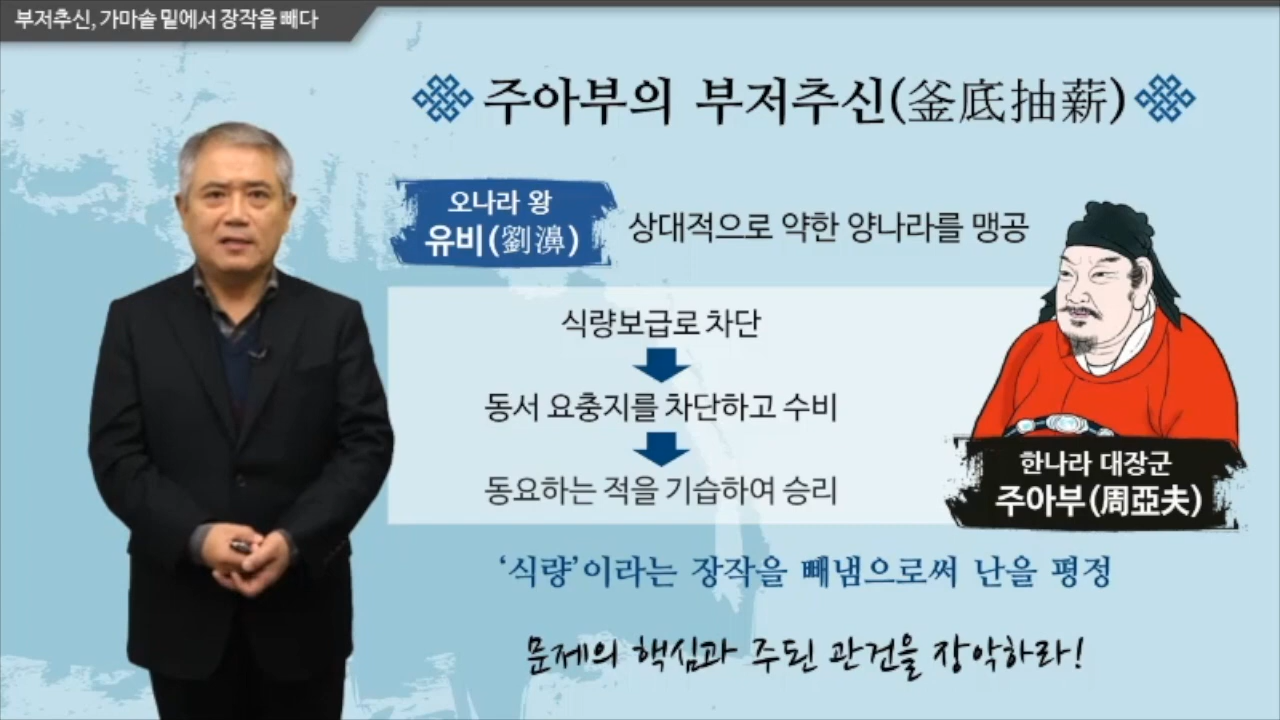 부저추신, 가마솥 밑에서 장작을 빼다
주아부의 부저추신(釜底抽薪)
오나라 왕
유비(劉濞)
상대적으로 약한 양나라를 맹공
식량보급로 차단
동서 요충지를 차단하고 수비
동요하는 적을 기습하여 승리
한나라 대장군
주아부(周亞夫)
‘식량’이라는 장작을 빼냄으로써 난을 평정
문제의 핵심과 주된 관건을 장악하라!